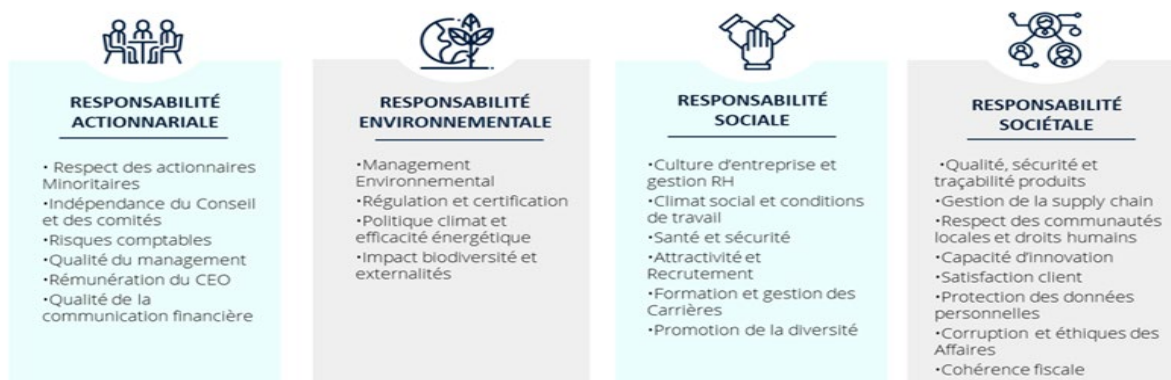 RESPONSABILITÉ
ACTIONNARIALE
• Respect des actionnaires
Minoritaires
•Indépendance du Conseil
et des comités
•Risques comptables
•Qualité du management
•Rémunération du CEO
•Qualité de la
communication financière
RESPONSABILITÉ
ENVIRONNEMENTALE
•Management
Environnemental
•Régulation et certification
•Politique climat et
efficacité énergétique
•Impact biodiversité et
externalités
RESPONSABILITÉ
SOCIALE
•Culture d'entreprise et
gestion RH
•Climat social et conditions
de travail
•Santé et sécurité
•Attractivité et
Recrutement
•Formation et gestion des
Carrières
•Promotion de la diversité
RESPONSABILITÉ
SOCIÉTALE
•Qualité, sécurité et
traçabilité produits
•Gestion de la supply chain
•Respect des communautés
locales et droits humains
•Capacité d'innovation
•Satisfaction client
•Protection des données
personnelles
•Corruption et éthiques des
Affaires
•Cohérence fiscale